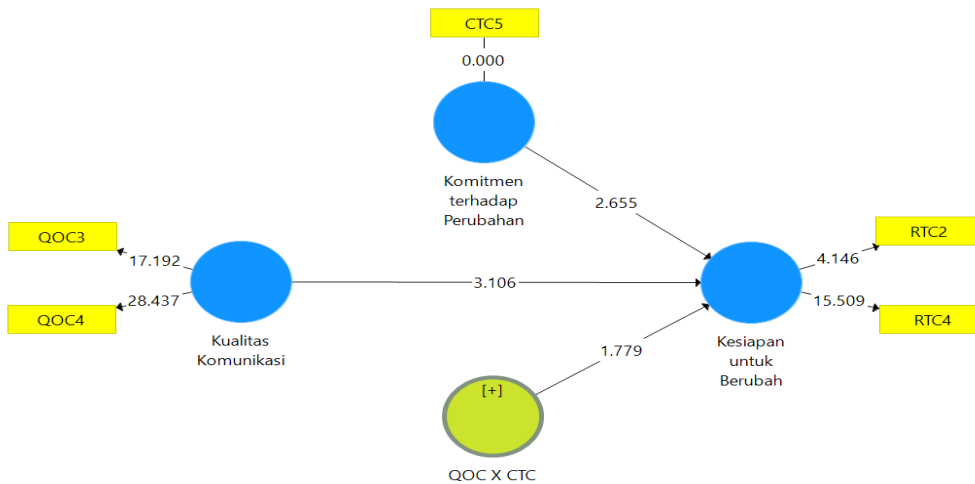 CTC5
0.000
Komitmen
terhadap
Perubahan
2.655
QOC3
17.192
QOC4
28.437
Kualitas
Komunikasi
3.106
RTC2
4.146
15.509
RTC4
Kesiapan
untuk
Berubah
1.779
[+]
QOC X CTC